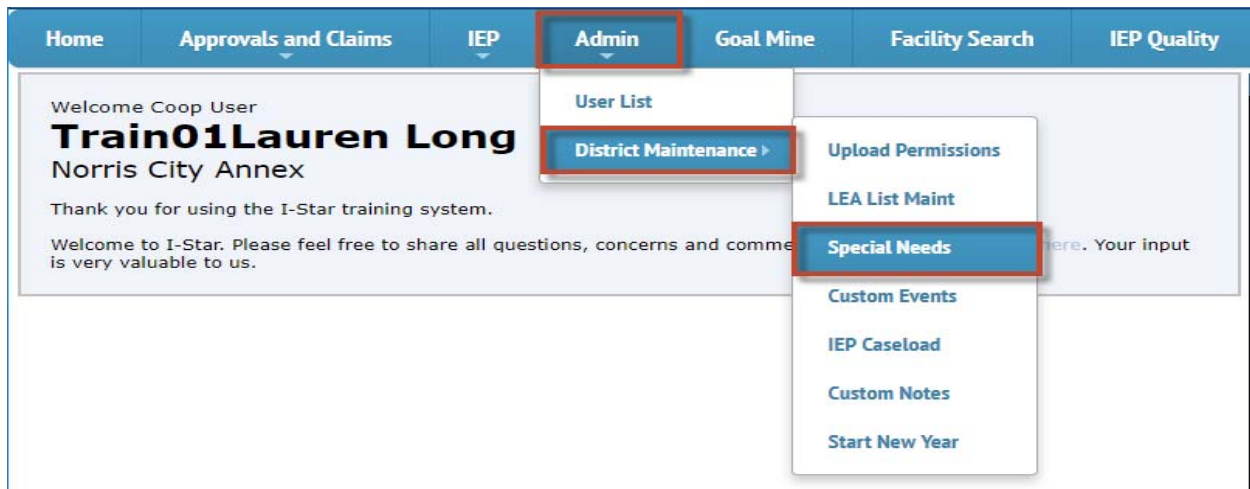 Home Approvals and Claims IEP Admin Goal Mine Facility Search IEP Quality
Welcome Coop User
Train01Lauren Long
Norris City Annex
Thank you for using the I-Star training system.
Welcome to I-Star. Please feel free to share all questions, concerns and comme here. Your input
is very valuable to us.
User List
District Maintenance
Upload Permissions
LEA List Maint
Special Needs
Custom Events
IEP Caseload
Custom Notes
Start New Year